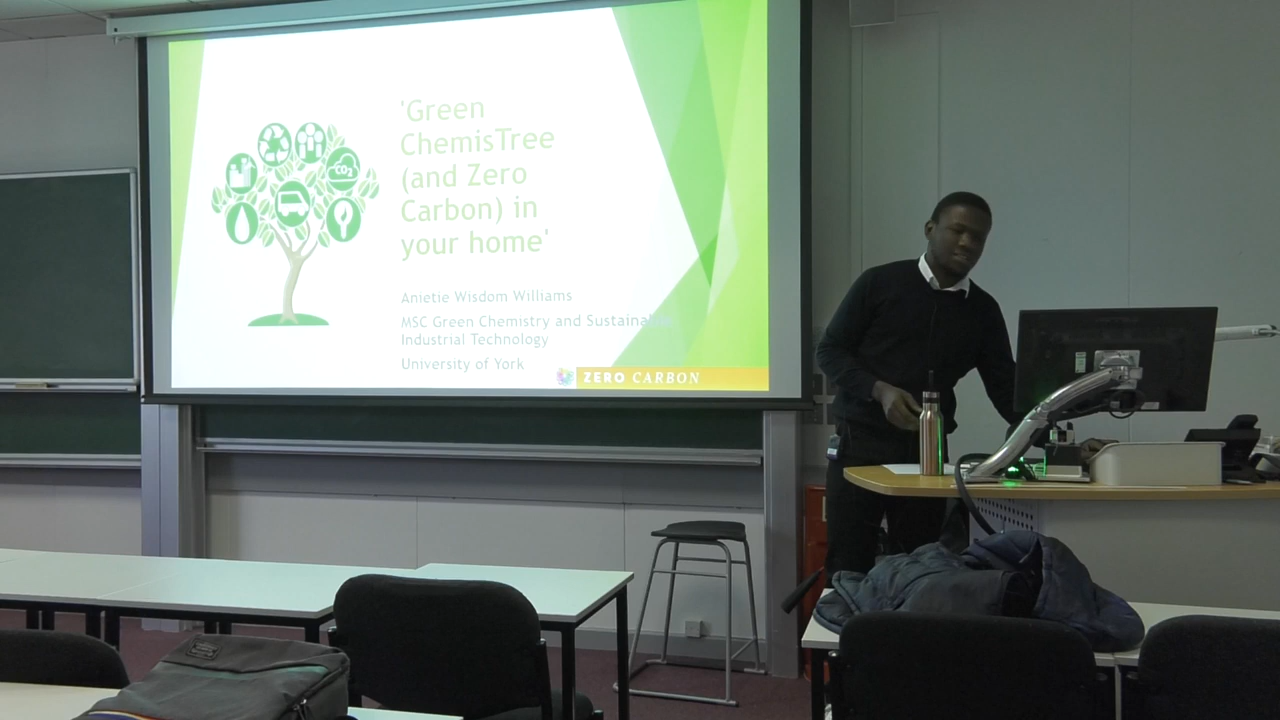 'Green
ChemisTree
(and Zero
Carbon) in
your home'
CO2
Anietie Wisdom Williams
MSC Green Chemistry and
Industrial Technology
University of York
ZERO CARBON